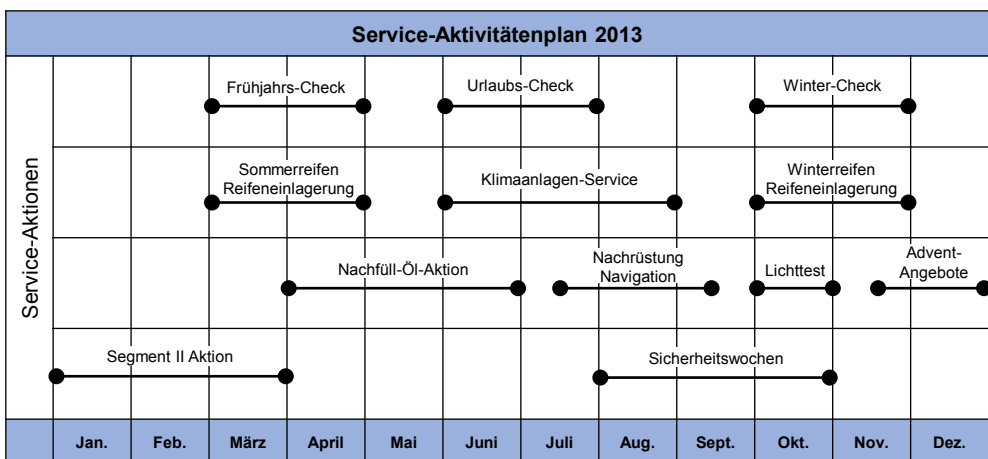 Service-Aktivitätenplan 2013
Service-Aktionen
Frühjahrs-Check
Urlaubs-Check
Winter-Check
Sommerreifen
Reifeneinlagerung
Klimaanlagen-Service
Winterreifen
Reifeneinlagerung
Nachfüll-Öl-Aktion
Nachrüstung
Navigation
Lichttest
Advent-
Angebote
Segment II Aktion
Sicherheitswochen
Jan. Feb. März April Mai Juni Juli Aug. Sept. Okt. Nov. Dez.